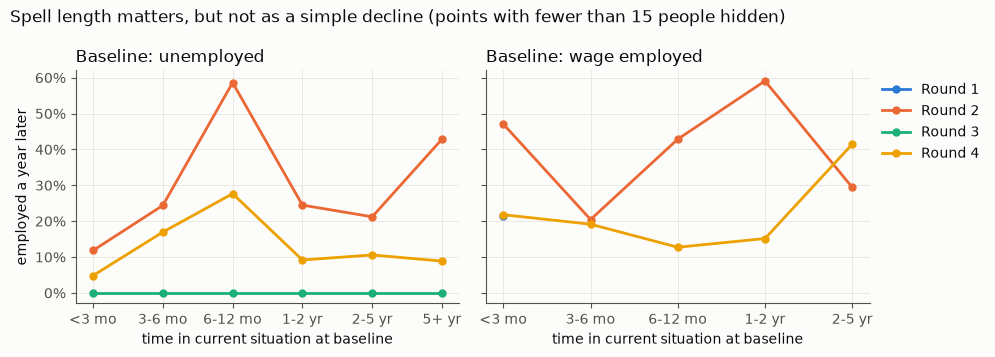 Spell length matters, but not as a simple decline (points with fewer than 15 people hidden)
Baseline: unemployed
Baseline: wage employed
60%
50%
40%
30%
20%
10%
0%
employed a year later
<3 mo 3-6 mo 6-12 mo 1-2 yr 2-5 yr 5+ yr
time in current situation at baseline
<3 mo 3-6 mo 6-12 mo 1-2 yr 2-5 yr
time in current situation at baseline
Round 1
Round 2
Round 3
Round 4